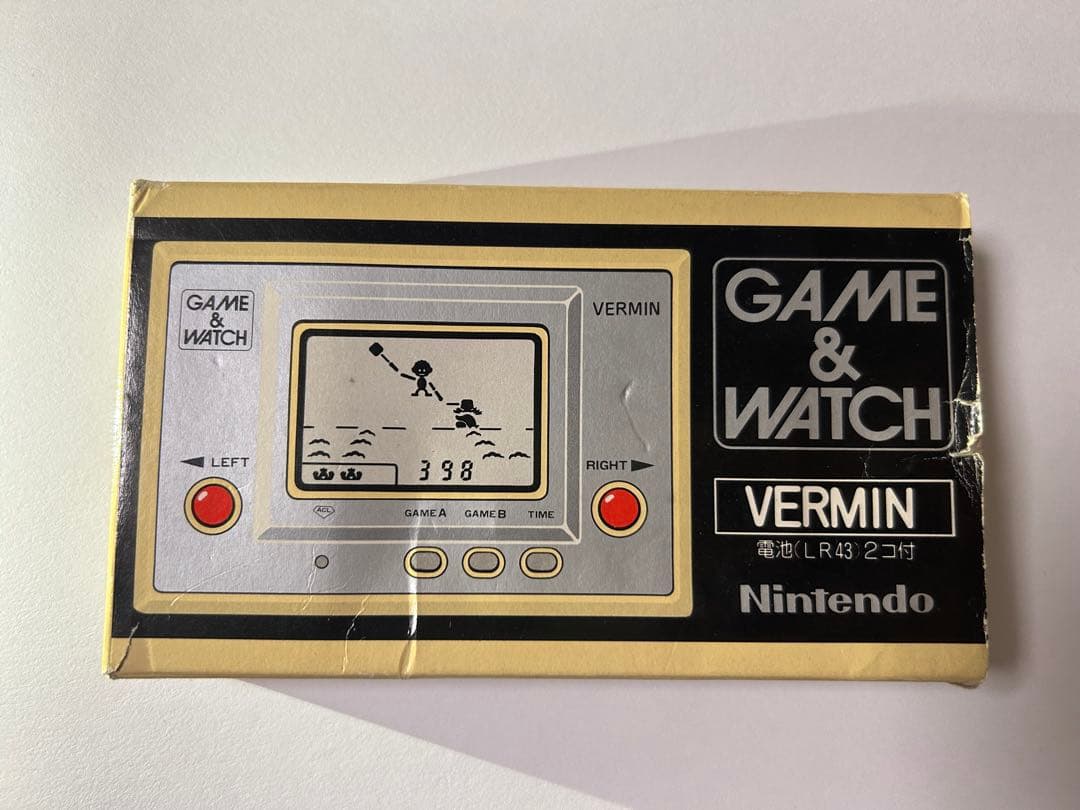 GAME
&
WATCH
VERMIN
◀ LEFT
398
RIGHT ▶
ACL
GAME A GAME B TIME
GAME
&
WATCH
VERMIN
電池(LR43)2コ付
Nintendo